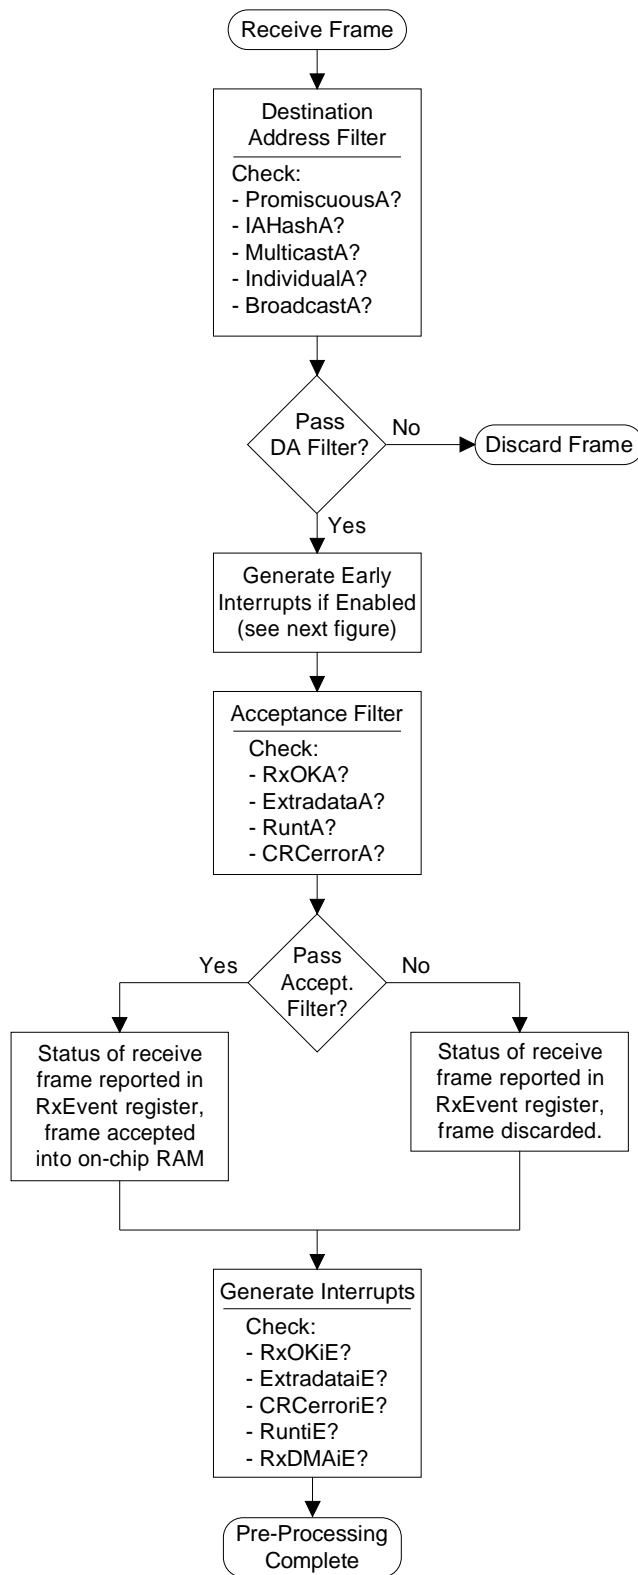 Receive Frame
Destination
Address Filter
Check:
- PromiscuousA?
- IAHashA?
- MulticastA?
- IndividualA?
- BroadcastA?
Pass
DA Filter?
No
Discard Frame
Yes
Generate Early
Interrupts if Enabled
(see next figure)
Acceptance Filter
Check:
- RxOKA?
- ExtradataA?
- RuntA?
- CRCerrorA?
Pass
Accept.
Filter?
Yes
No
Status of receive
frame reported in
RxEvent register,
frame accepted
into on-chip RAM
Status of receive
frame reported in
RxEvent register,
frame discarded.
Generate Interrupts
Check:
- RxOKiE?
- ExtradataiE?
- CRCerroriE?
- RuntiE?
- RxDMAiE?
Pre-Processing
Complete